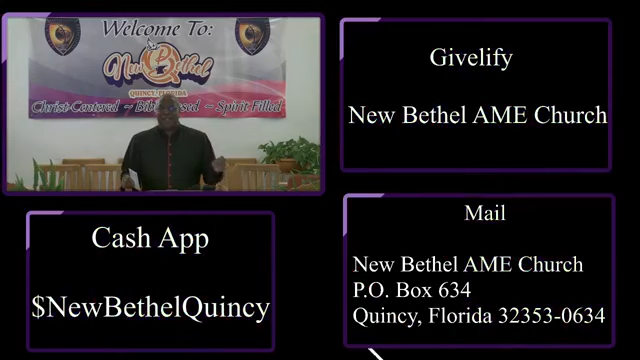 Welcome To:
New Bethel
QUINCY, FLORIDA
Christ-Centered ~ Bible-Based ~ Spirit Filled
Givelify
New Bethel AME Church
Cash App
$NewBethelQuincy
Mail
New Bethel AME Church
P.O. Box 634
Quincy, Florida 32353-0634